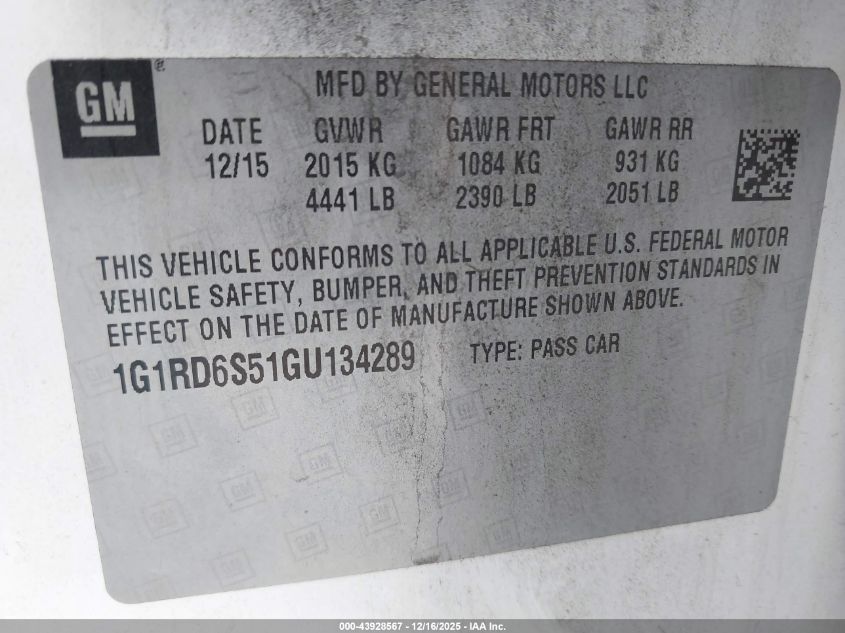 GM
®
MFD BY GENERAL MOTORS LLC
DATE GVWR GAWR FRT GAWR RR
12/15 2015 KG 1084 KG 931 KG
4441 LB 2390 LB 2051 LB
THIS VEHICLE CONFORMS TO ALL APPLICABLE U.S. FEDERAL MOTOR
VEHICLE SAFETY, BUMPER, AND THEFT PREVENTION STANDARDS IN
EFFECT ON THE DATE OF MANUFACTURE SHOWN ABOVE.
1G1RD6S51GU134289 TYPE: PASS CAR
000-43928567 - 12/16/2025 - IAA Inc.